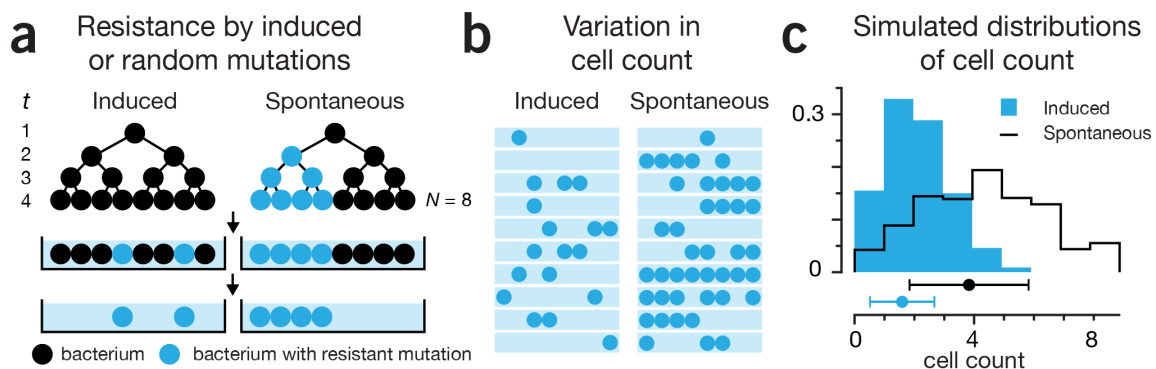 a
Resistance by induced
or random mutations
t
Induced
Spontaneous
1
2
3
4
N = 8
bacterium
bacterium with resistant mutation
b
Variation in
cell count
Induced
Spontaneous
c
Simulated distributions
of cell count
0.3
0
Induced
Spontaneous
0
4
8
cell count